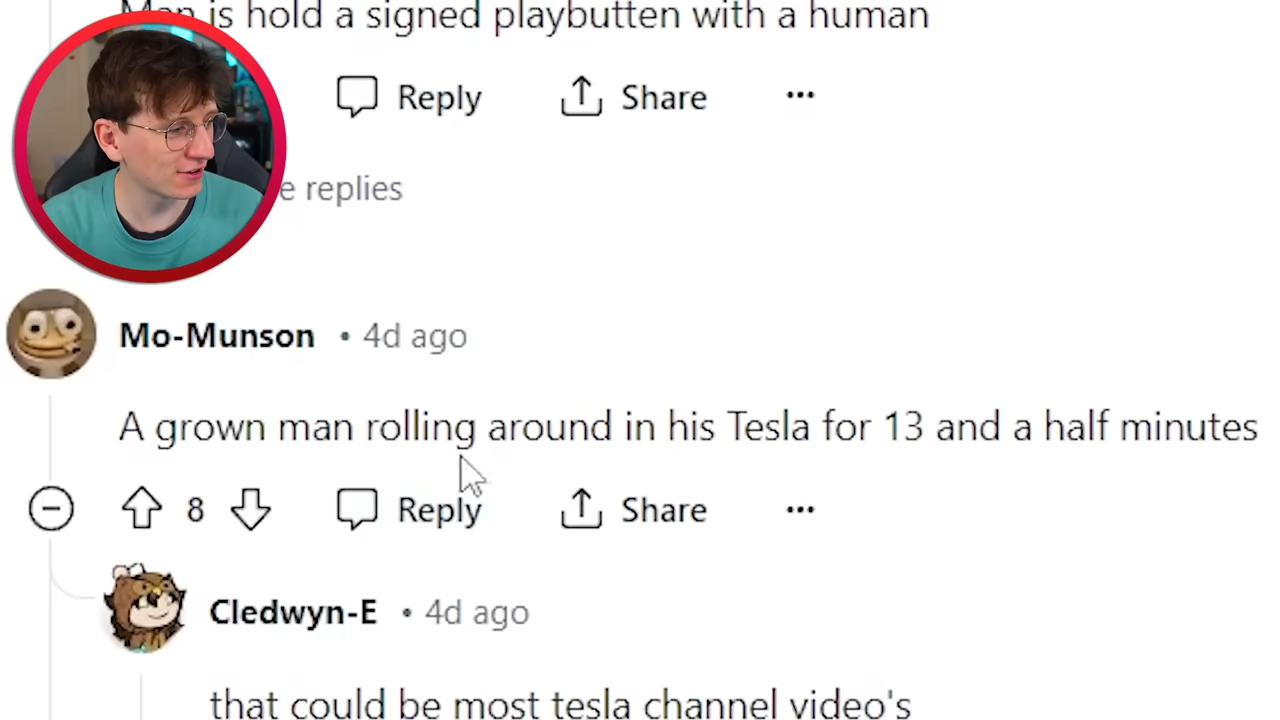 Man is hold a signed playbutten with a human
Reply Share ...
e replies
Mo-Munson • 4d ago
A grown man rolling around in his Tesla for 13 and a half minutes
8 Reply Share ...
Cledwyn-E • 4d ago
that could be most tesla channel video's